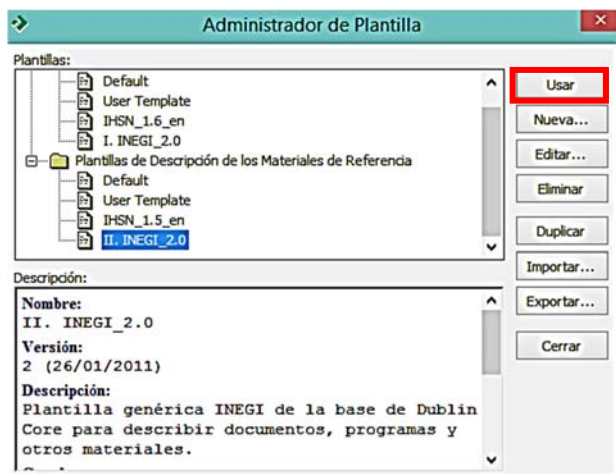 Administrador de Plantilla
Plantillas:
Default
User Template
IHSN_1.6_en
I. INEGI_2.0
Plantillas de Descripción de los Materiales de Referencia
Default
User Template
IHSN_1.5_en
II. INEGI_2.0
Usar
Nueva...
Editar...
Eliminar
Duplicar
Importar...
Exportar...
Cerrar
Descripción:
Nombre:
II. INEGI_2.0
Versión:
2 (26/01/2011)
Descripción:
Plantilla genérica INEGI de la base de Dublin
Core para describir documentos, programas y
otros materiales.